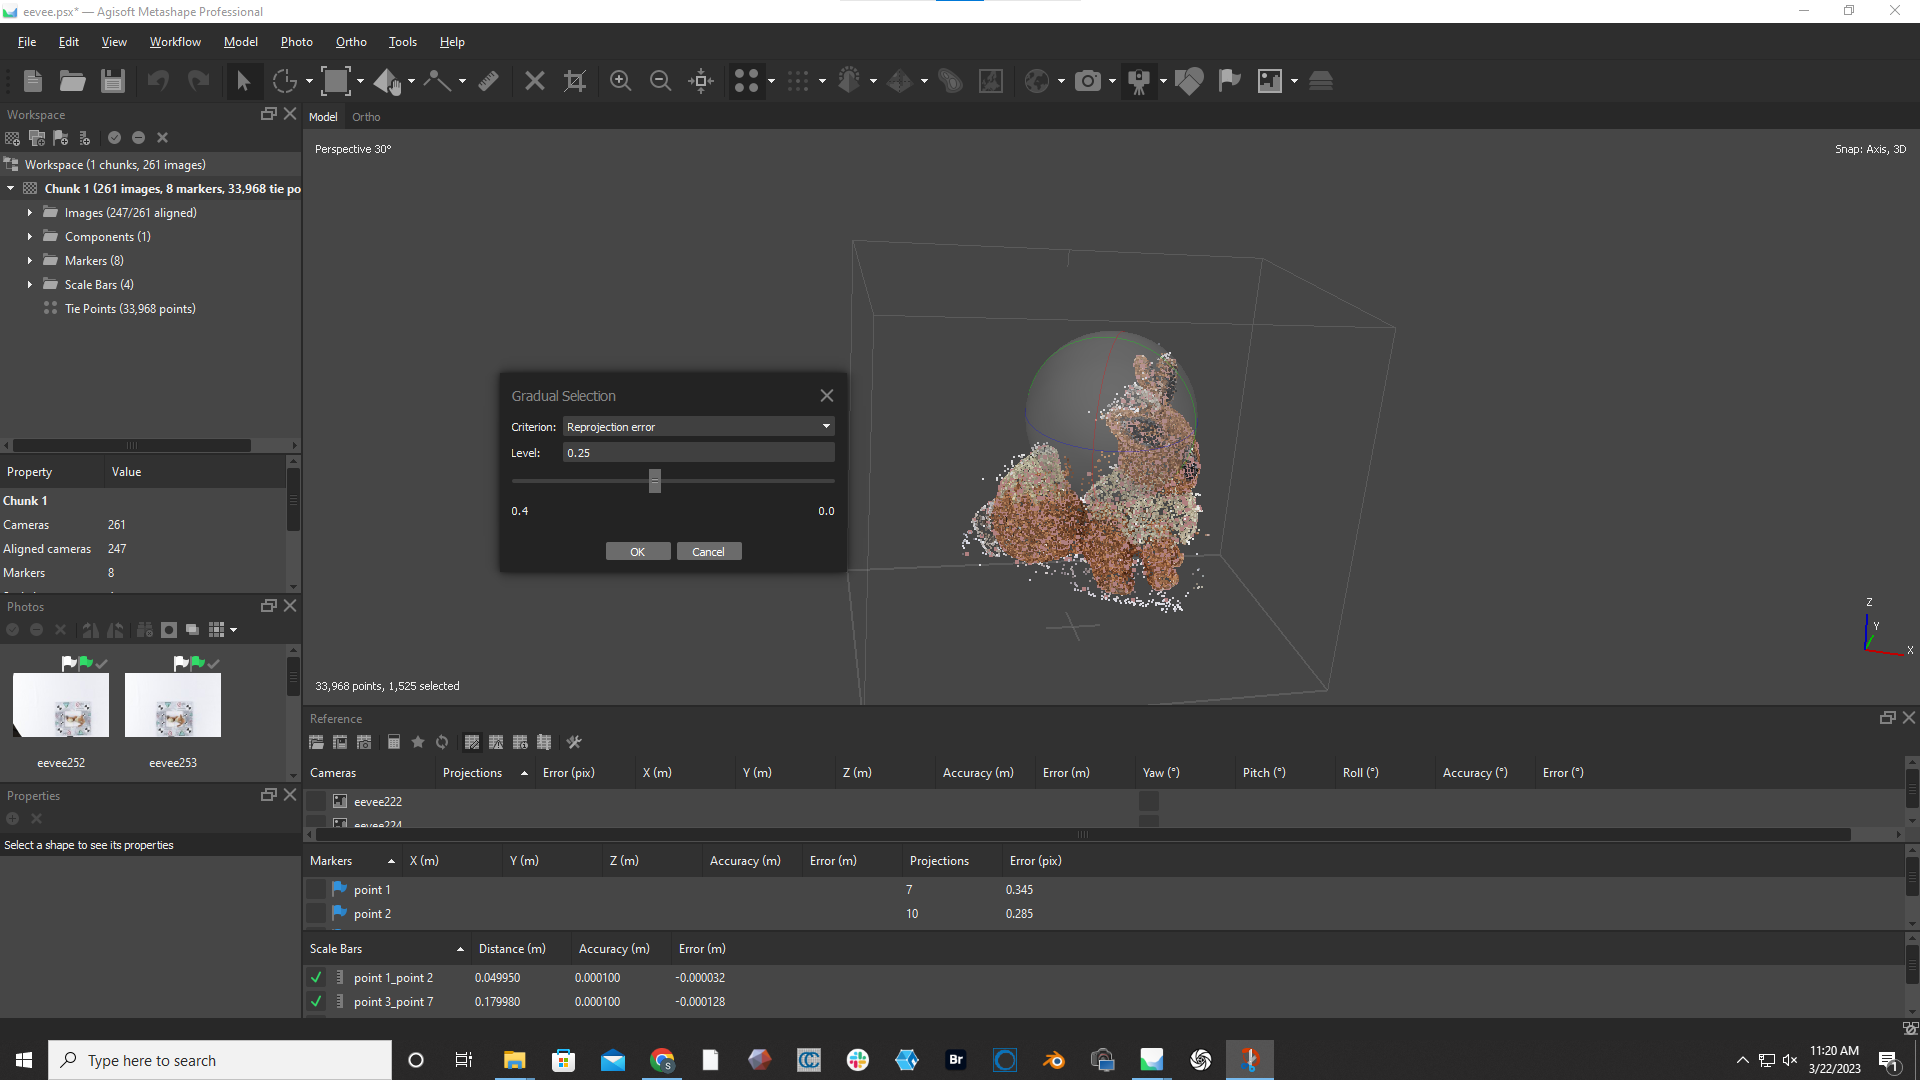 eevee.psx* — Agisoft Metashape Professional
File Edit View Workflow Model Photo Ortho Tools Help
Workspace
Workspace (1 chunks, 261 images)
Chunk 1 (261 images, 8 markers, 33,968 tie po
Images (247/261 aligned)
Components (1)
Markers (8)
Scale Bars (4)
Tie Points (33,968 points)
Property Value
Chunk 1
Cameras 261
Aligned cameras 247
Markers 8
Photos
eevee252 eevee253
Properties
Select a shape to see its properties
Model Ortho
Perspective 30°
Snap: Axis, 3D
Gradual Selection
Criterion: Reprojection error
Level: 0.25
0.4 0.0
OK Cancel
Z
Y
X
33,968 points, 1,525 selected
Reference
Cameras Projections Error (pix) X (m) Y (m) Z (m) Accuracy (m) Error (m) Yaw (°) Pitch (°) Roll (°) Accuracy (°) Error (°)
eevee222
eevee224
Markers X (m) Y (m) Z (m) Accuracy (m) Error (m) Projections Error (pix)
point 1 7 0.345
point 2 10 0.285
Scale Bars Distance (m) Accuracy (m) Error (m)
point 1_point 2 0.049950 0.000100 -0.000032
point 3_point 7 0.179980 0.000100 -0.000128
Type here to search
Br
S
11:20 AM
3/22/2023
1